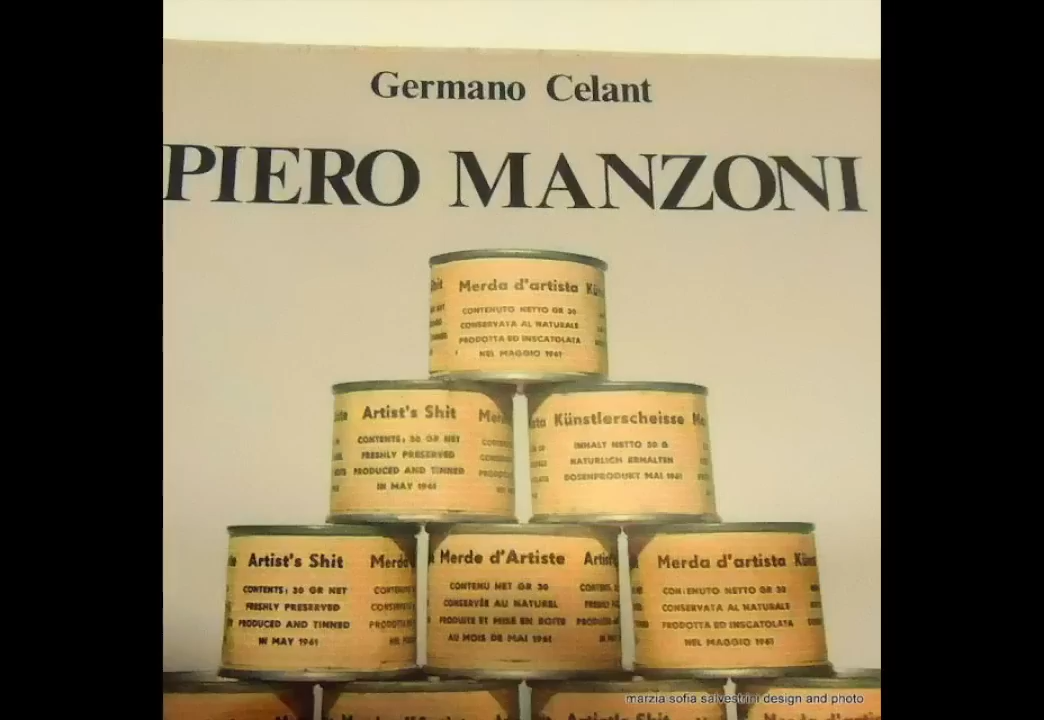 Germano Celant
PIERO MANZONI
Merda d'artista
CONTENUTO NETTO GR 30
CONSERVATA AL NATURALE
PRODOTTA ED INSCATOLATA
NEL MAGGIO 1961
Artist's Shit
CONTENTS: 30 GR NET
FRESHLY PRESERVED
PRODUCED AND TINNED
IN MAY 1961
Künstlerscheisse
INHALT NETTO 30 G
NATURLICH ERHALTEN
DOSENPRODUKT MAI 1961
Artist's Shit
CONTENTS: 30 GR NET
FRESHLY PRESERVED
PRODUCED AND TINNED
IN MAY 1961
Merde d'Artiste
CONTENU NET GR 30
CONSERVÉE AU NATUREL
PRODUITE ET MISE EN BOITE
AU MOIS DE MAI 1961
Merda d'artista
CONTENUTO NETTO GR 30
CONSERVATA AL NATURALE
PRODOTTA ED INSCATOLATA
NEL MAGGIO 1961
marzia sofia salvestrini design and photo